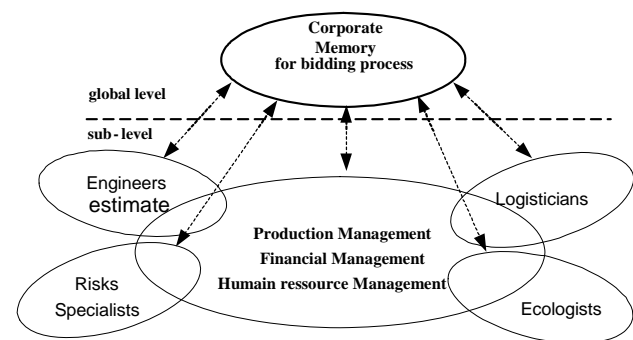 Corporate
Memory
for bidding process
global level
sub-level
Engineers
estimate
Logisticians
Production Management
Financial Management
Humain ressource Management
Risks
Specialists
Ecologists